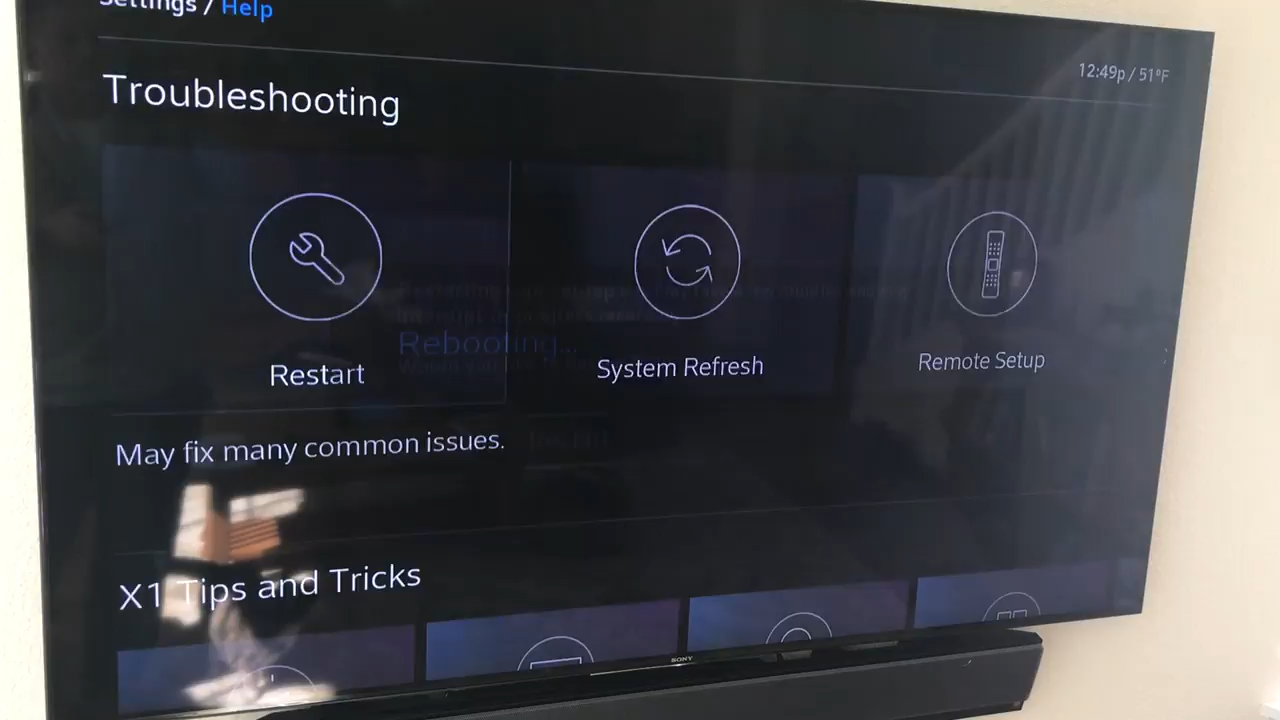 Settings / Help
12:49p / 51°F
Troubleshooting
Rebooting...
Restart
System Refresh
Remote Setup
May fix many common issues.
X1 Tips and Tricks
SONY